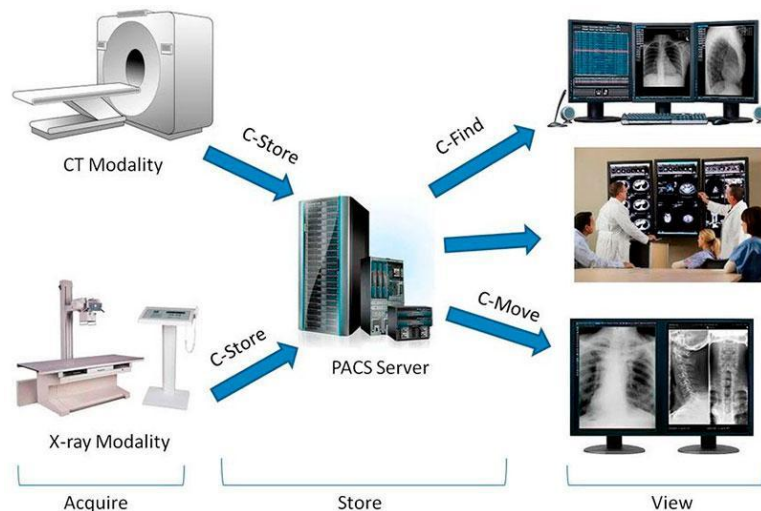 CT Modality
C-Store
C-Find
X-ray Modality
C-Store
PACS Server
C-Move
Acquire
Store
View